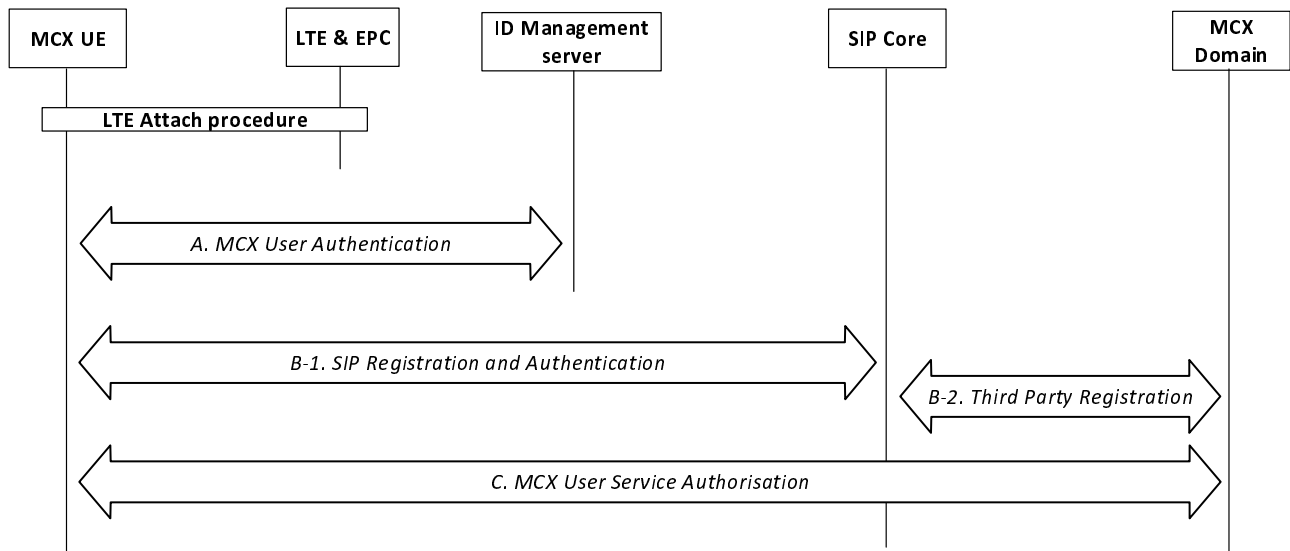 MCX UE
LTE & EPC
ID Management
server
SIP Core
MCX
Domain
LTE Attach procedure
A. MCX User Authentication
B-1. SIP Registration and Authentication
B-2. Third Party Registration
C. MCX User Service Authorisation